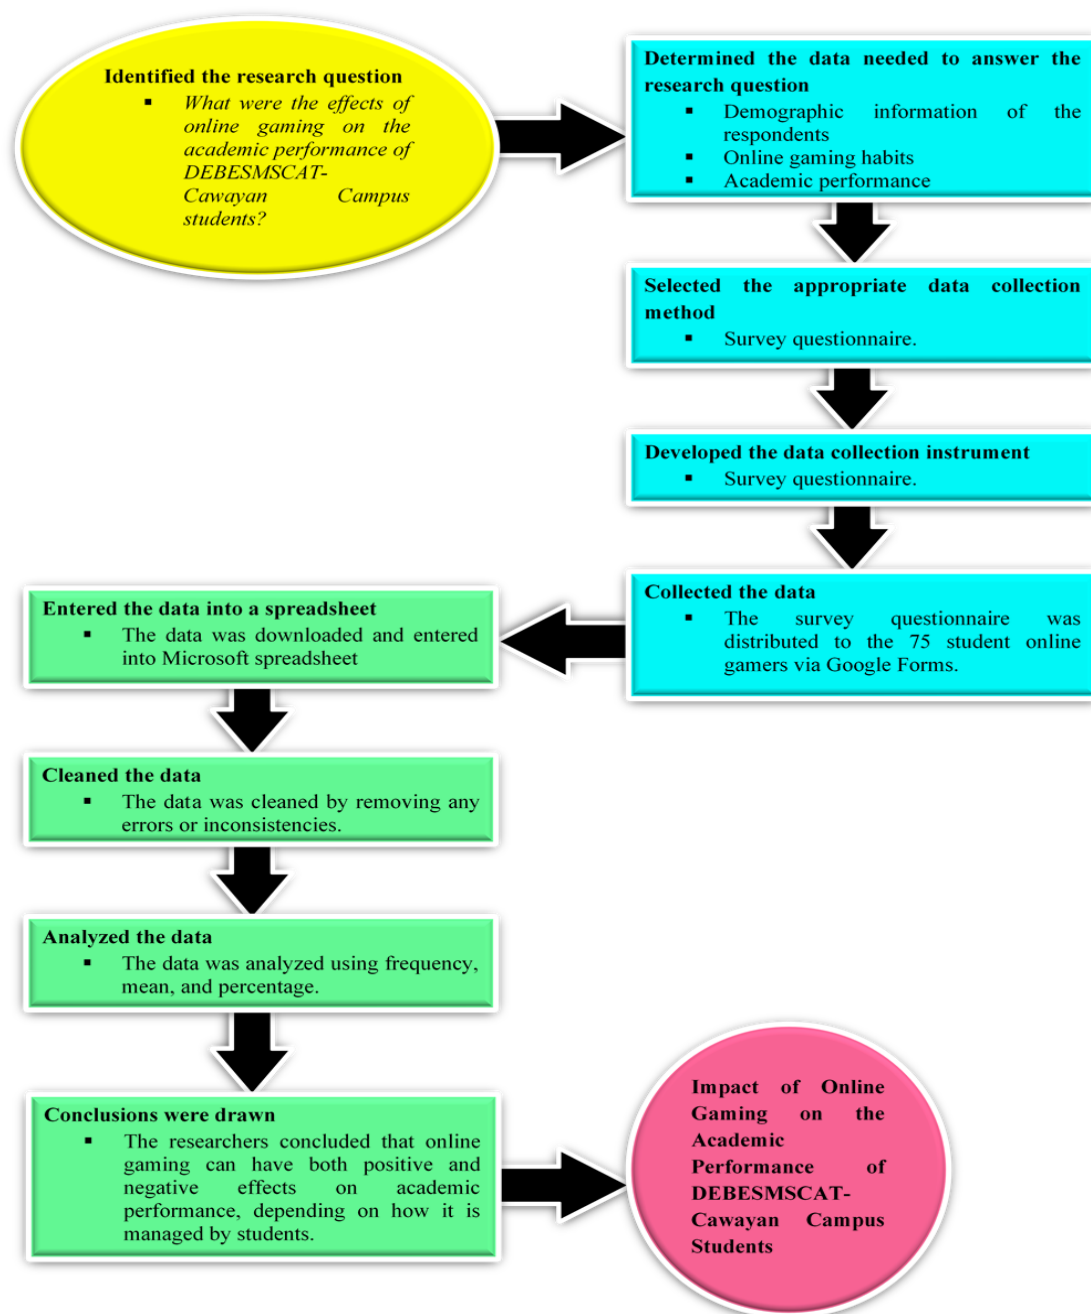 Identified the research question
▪ What were the effects of
online gaming on the
academic performance of
DEBESMSCAT-
Cawayan Campus
students?
Determined the data needed to answer the
research question
▪ Demographic information of the
respondents
▪ Online gaming habits
▪ Academic performance
Selected the appropriate data collection
method
▪ Survey questionnaire.
Developed the data collection instrument
▪ Survey questionnaire.
Collected the data
▪ The survey questionnaire was
distributed to the 75 student online
gamers via Google Forms.
Entered the data into a spreadsheet
▪ The data was downloaded and entered
into Microsoft spreadsheet
Cleaned the data
▪ The data was cleaned by removing any
errors or inconsistencies.
Analyzed the data
▪ The data was analyzed using frequency,
mean, and percentage.
Conclusions were drawn
▪ The researchers concluded that online
gaming can have both positive and
negative effects on academic
performance, depending on how it is
managed by students.
Impact of Online
Gaming on the
Academic
Performance of
DEBESMSCAT-
Cawayan Campus
Students